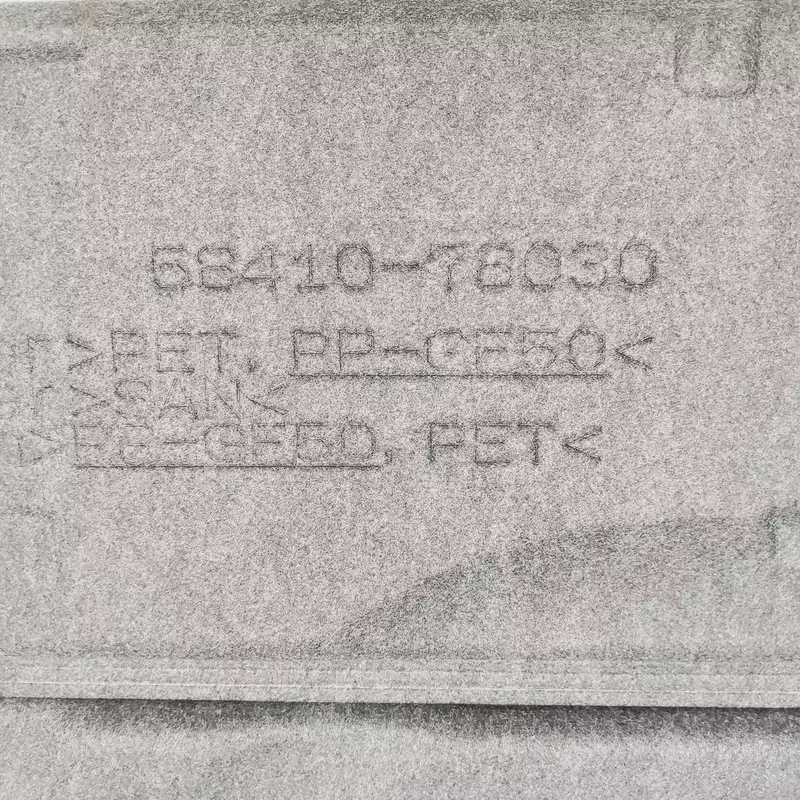 58410-78030
>PET, PP-GF50<
>SAN<
>PP-GF50, PET<